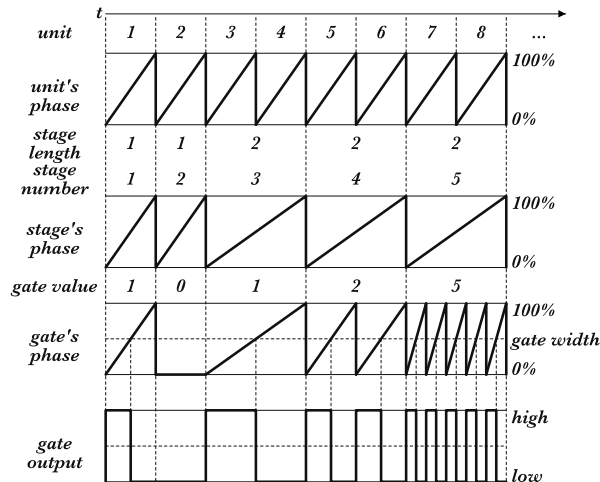 t
unit 1 2 3 4 5 6 7 8 ...
unit's
phase
100%
0%
stage
length
1 1 2 2 2
stage
number
1 2 3 4 5
stage's
phase
100%
0%
gate value 1 0 1 2 5
gate's
phase
100%
gate width
0%
gate
output
high
low